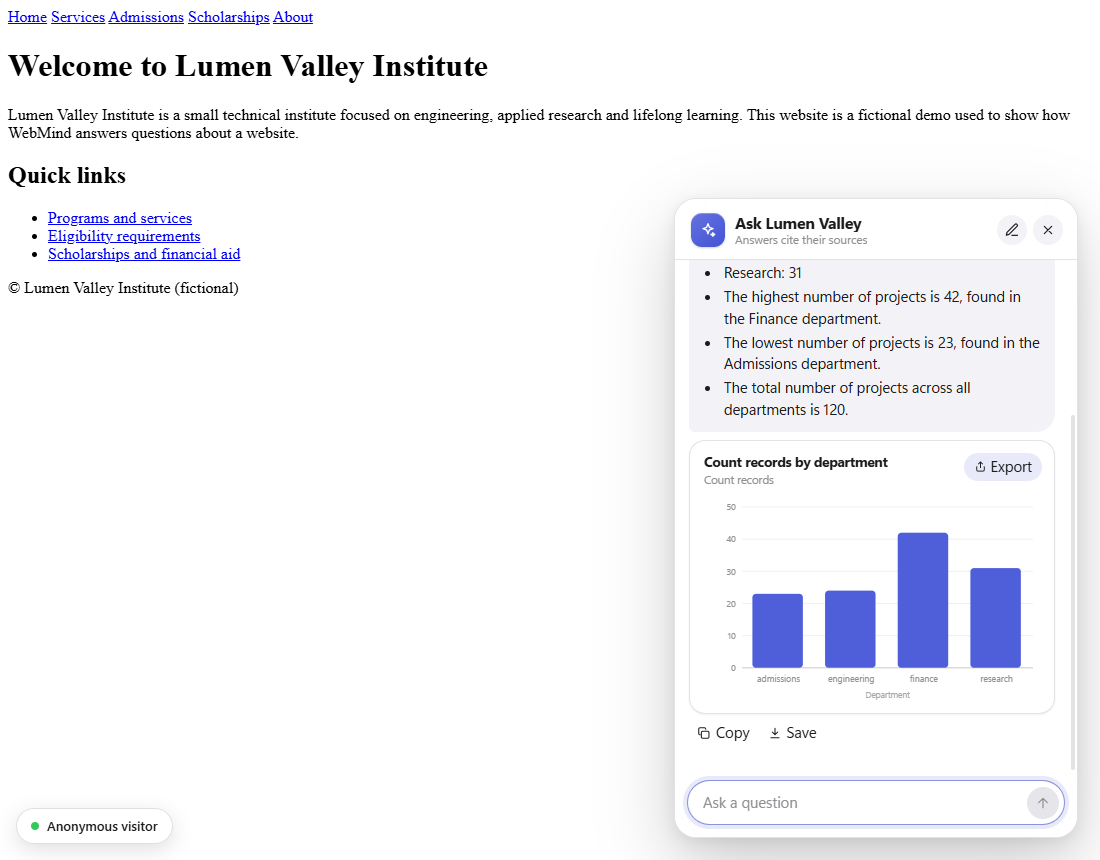 Home Services Admissions Scholarships About
Welcome to Lumen Valley Institute
Lumen Valley Institute is a small technical institute focused on engineering, applied research and lifelong learning. This website is a fictional demo used to show how
WebMind answers questions about a website.
Quick links
Programs and services
Eligibility requirements
Scholarships and financial aid
© Lumen Valley Institute (fictional)
Ask Lumen Valley
Answers cite their sources
Research: 31
The highest number of projects is 42, found in
the Finance department.
The lowest number of projects is 23, found in the
Admissions department.
The total number of projects across all
departments is 120.
Count records by department
Export
Count records
50
40
30
20
10
0
admissions engineering finance research
Department
Copy Save
Ask a question
Anonymous visitor